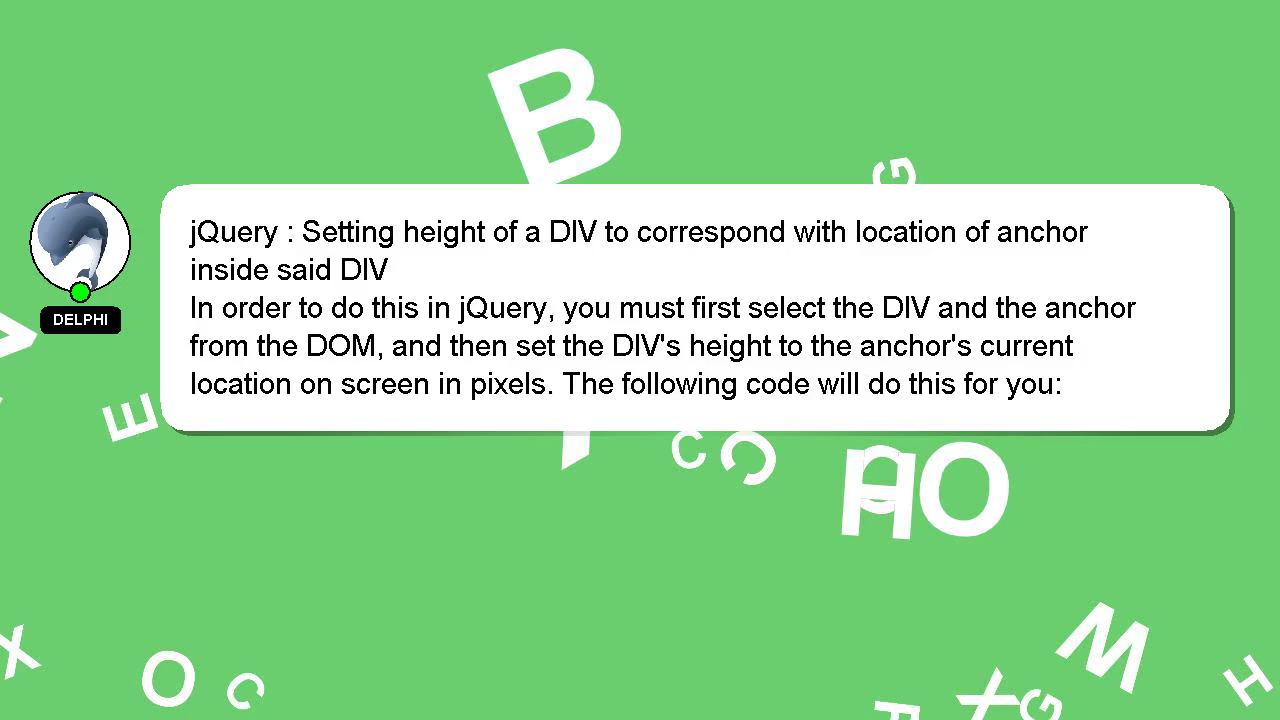 B
G
jQuery : Setting height of a DIV to correspond with location of anchor
inside said DIV
In order to do this in jQuery, you must first select the DIV and the anchor
from the DOM, and then set the DIV's height to the anchor's current
location on screen in pixels. The following code will do this for you:
DELPHI
E
C
C
H
O
O
M
X
O
C
X
G
H